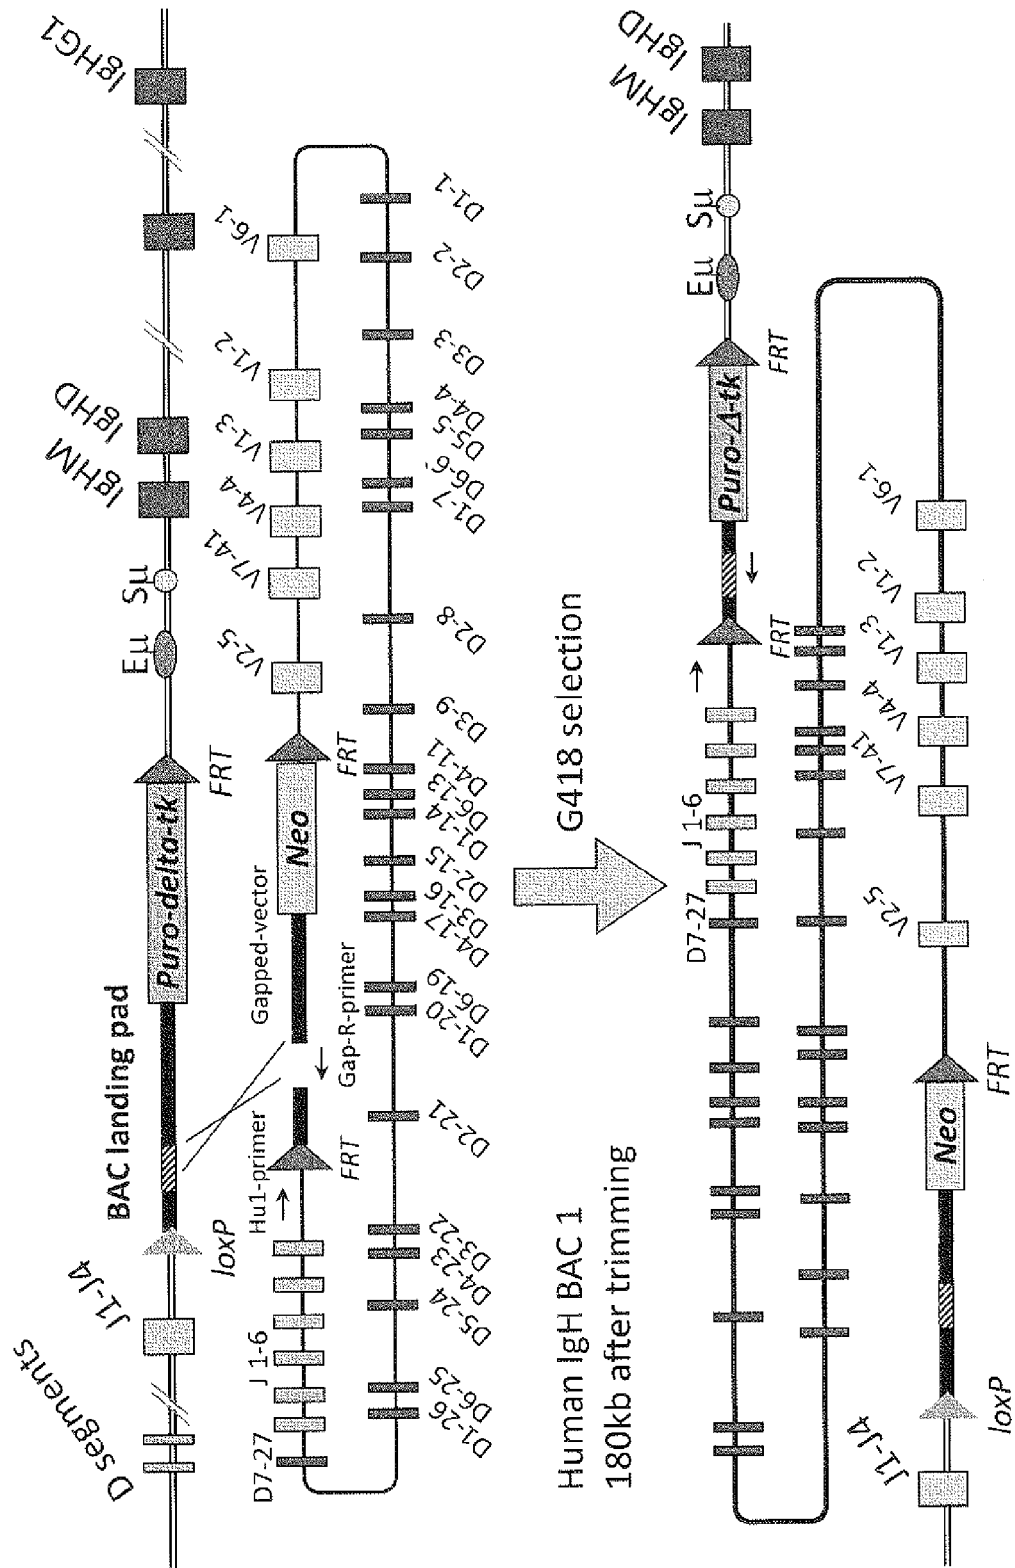 D segments
J1-J4
loxP
BAC landing pad
Puro-delta-tk
FRT
Eμ
Sμ
IgHM
IgHD
IgHG1
D7-27
J 1-6
Hu1-primer
FRT
Gap-R-primer
Gapped-vector
Neo
FRT
V2-5
V7-41
V4-4
V1-3
V1-2
V6-1
D1-26
D6-25
D5-24
D4-23
D3-22
D2-21
D1-20
D6-19
D4-17
D3-16
D2-15
D1-14
D6-13
D4-11
D3-9
D2-8
D1-7
D6-6
D5-5
D4-4
D3-3
D2-2
D1-1
Human IgH BAC 1
180kb after trimming
G418 selection
D7-27
J 1-6
FRT
Puro-Δ-tk
FRT
Eμ
Sμ
IgHM
IgHD
J1-J4
loxP
Neo
FRT
V2-5
V7-41
V4-4
V1-3
V1-2
V6-1